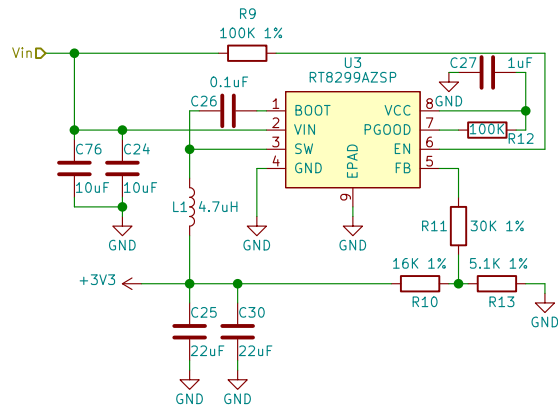 R9
100K 1%
Vin
U3
RT8299AZSP
C27 1uF
GND
0.1uF
C26
1 BOOT VCC 8
2 VIN PGOOD 7 100K
R12
3 SW EN 6
4 GND FB 5
EPAD
9
C76 C24
10uF 10uF
GND
L1 4.7uH
GND
GND
R11 30K 1%
+3V3
16K 1% 5.1K 1%
R10 R13
GND
C25 C30
22uF 22uF
GND GND